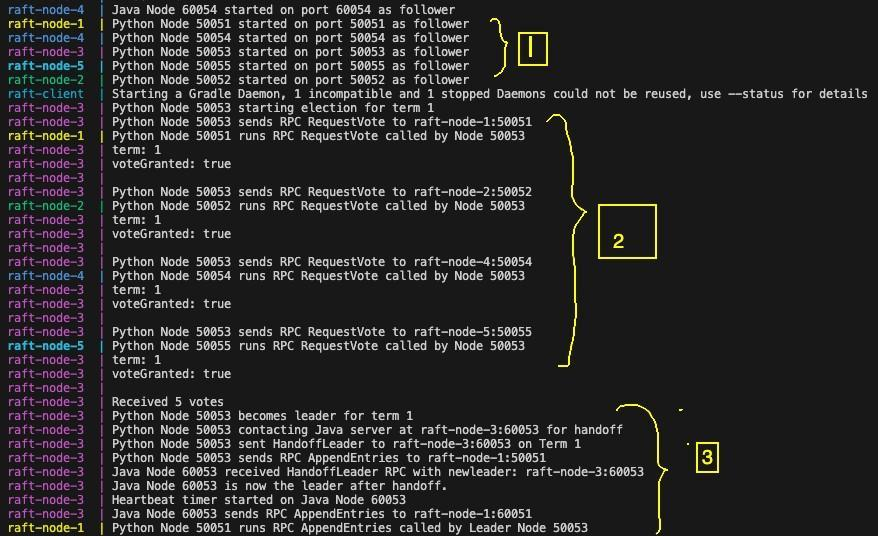 raft-node-4 | Java Node 60054 started on port 60054 as follower
raft-node-1 | Python Node 50051 started on port 50051 as follower
raft-node-4 | Python Node 50054 started on port 50054 as follower
raft-node-3 | Python Node 50053 started on port 50053 as follower
raft-node-5 | Python Node 50055 started on port 50055 as follower
raft-node-2 | Python Node 50052 started on port 50052 as follower
1
raft-client | Starting a Gradle Daemon, 1 incompatible and 1 stopped Daemons could not be reused, use --status for details
raft-node-3 | Python Node 50053 starting election for term 1
raft-node-3 | Python Node 50053 sends RPC RequestVote to raft-node-1:50051
raft-node-1 | Python Node 50051 runs RPC RequestVote called by Node 50053
raft-node-3 | term: 1
raft-node-3 | voteGranted: true
raft-node-3 |
raft-node-3 | Python Node 50053 sends RPC RequestVote to raft-node-2:50052
raft-node-2 | Python Node 50052 runs RPC RequestVote called by Node 50053
raft-node-3 | term: 1
raft-node-3 | voteGranted: true
raft-node-3 |
raft-node-3 | Python Node 50053 sends RPC RequestVote to raft-node-4:50054
raft-node-4 | Python Node 50054 runs RPC RequestVote called by Node 50053
raft-node-3 | term: 1
raft-node-3 | voteGranted: true
raft-node-3 |
raft-node-3 | Python Node 50053 sends RPC RequestVote to raft-node-5:50055
raft-node-5 | Python Node 50055 runs RPC RequestVote called by Node 50053
raft-node-3 | term: 1
raft-node-3 | voteGranted: true
2
raft-node-3 |
raft-node-3 | Received 5 votes
raft-node-3 | Python Node 50053 becomes leader for term 1
raft-node-3 | Python Node 50053 contacting Java server at raft-node-3:60053 for handoff
raft-node-3 | Python Node 50053 sent HandoffLeader to raft-node-3:60053 on Term 1
raft-node-3 | Python Node 50053 sends RPC AppendEntries to raft-node-1:50051
raft-node-3 | Java Node 60053 received HandoffLeader RPC with newleader: raft-node-3:60053
raft-node-3 | Java Node 60053 is now the leader after handoff.
raft-node-3 | Heartbeat timer started on Java Node 60053
raft-node-3 | Java Node 60053 sends RPC AppendEntries to raft-node-1:60051
raft-node-1 | Python Node 50051 runs RPC AppendEntries called by Leader Node 50053
3